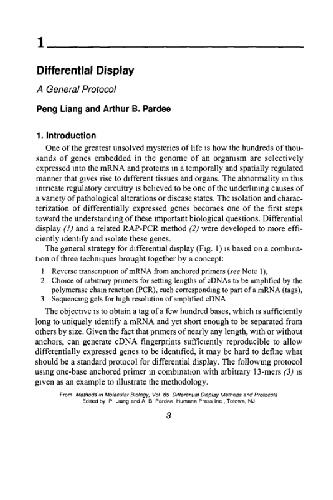 1
Differential Display
A General Protocol
Peng Liang and Arthur B. Pardee
1. Introduction
One of the greatest unsolved mysteries of life is how the hundreds of thou-
sands of genes embedded in the genome of an organism are selectively
expressed into the mRNA and proteins in a temporally and spatially regulated
manner that gives rise to different tissues and organs. The abnormality in this
intricate regulatory circuitry is believed to be one of the underlining causes of
a variety of pathological alterations or disease states. The isolation and charac-
terization of differentially expressed genes becomes one of the first steps
toward the understanding of these important biological questions. Differential
display (1) and a related RAP-PCR method (2) were developed to more effi-
ciently identify and isolate these genes.
The general strategy for differential display (Fig. 1) is based on a combina-
tion of three techniques brought together by a concept:
1 Reverse transcription of mRNA from anchored primers (see Note 1),
2 Choice of arbitrary primers for setting lengths of cDNAs to be amplified by the
polymerase chain reaction (PCR), each corresponding to part of a mRNA (tags),
3 Sequencing gels for high resolution of amplified cDNA
The objective is to obtain a tag of a few hundred bases, which is sufficiently
long to uniquely identify a mRNA and yet short enough to be separated from
others by size. Given the fact that primers of nearly any length, with or without
anchors, can generate cDNA fingerprints sufficiently reproducible to allow
differentially expressed genes to be identified, it may be hard to define what
should be a standard protocol for differential display. The following protocol
using one-base anchored primer in combination with arbitrary 13-mers (3) is
given as an example to illustrate the methodology.
From Methods in Molecular Biology, Vol 85 Differential Display Methods and Protocols
Edited by P Liang and A B Pardee Humana Press Inc, Totowa, NJ
3